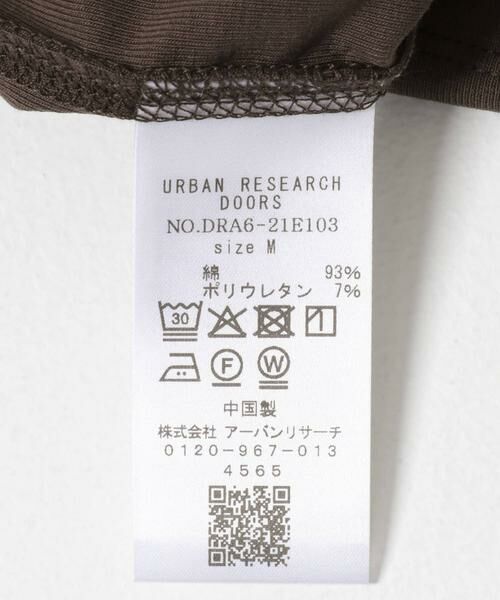 URBAN RESEARCH
DOORS
NO.DRA6-21E103
size M
綿 93%
ポリウレタン 7%
30
F W
中国製
株式会社 アーバンリサーチ
0120-967-013
4565